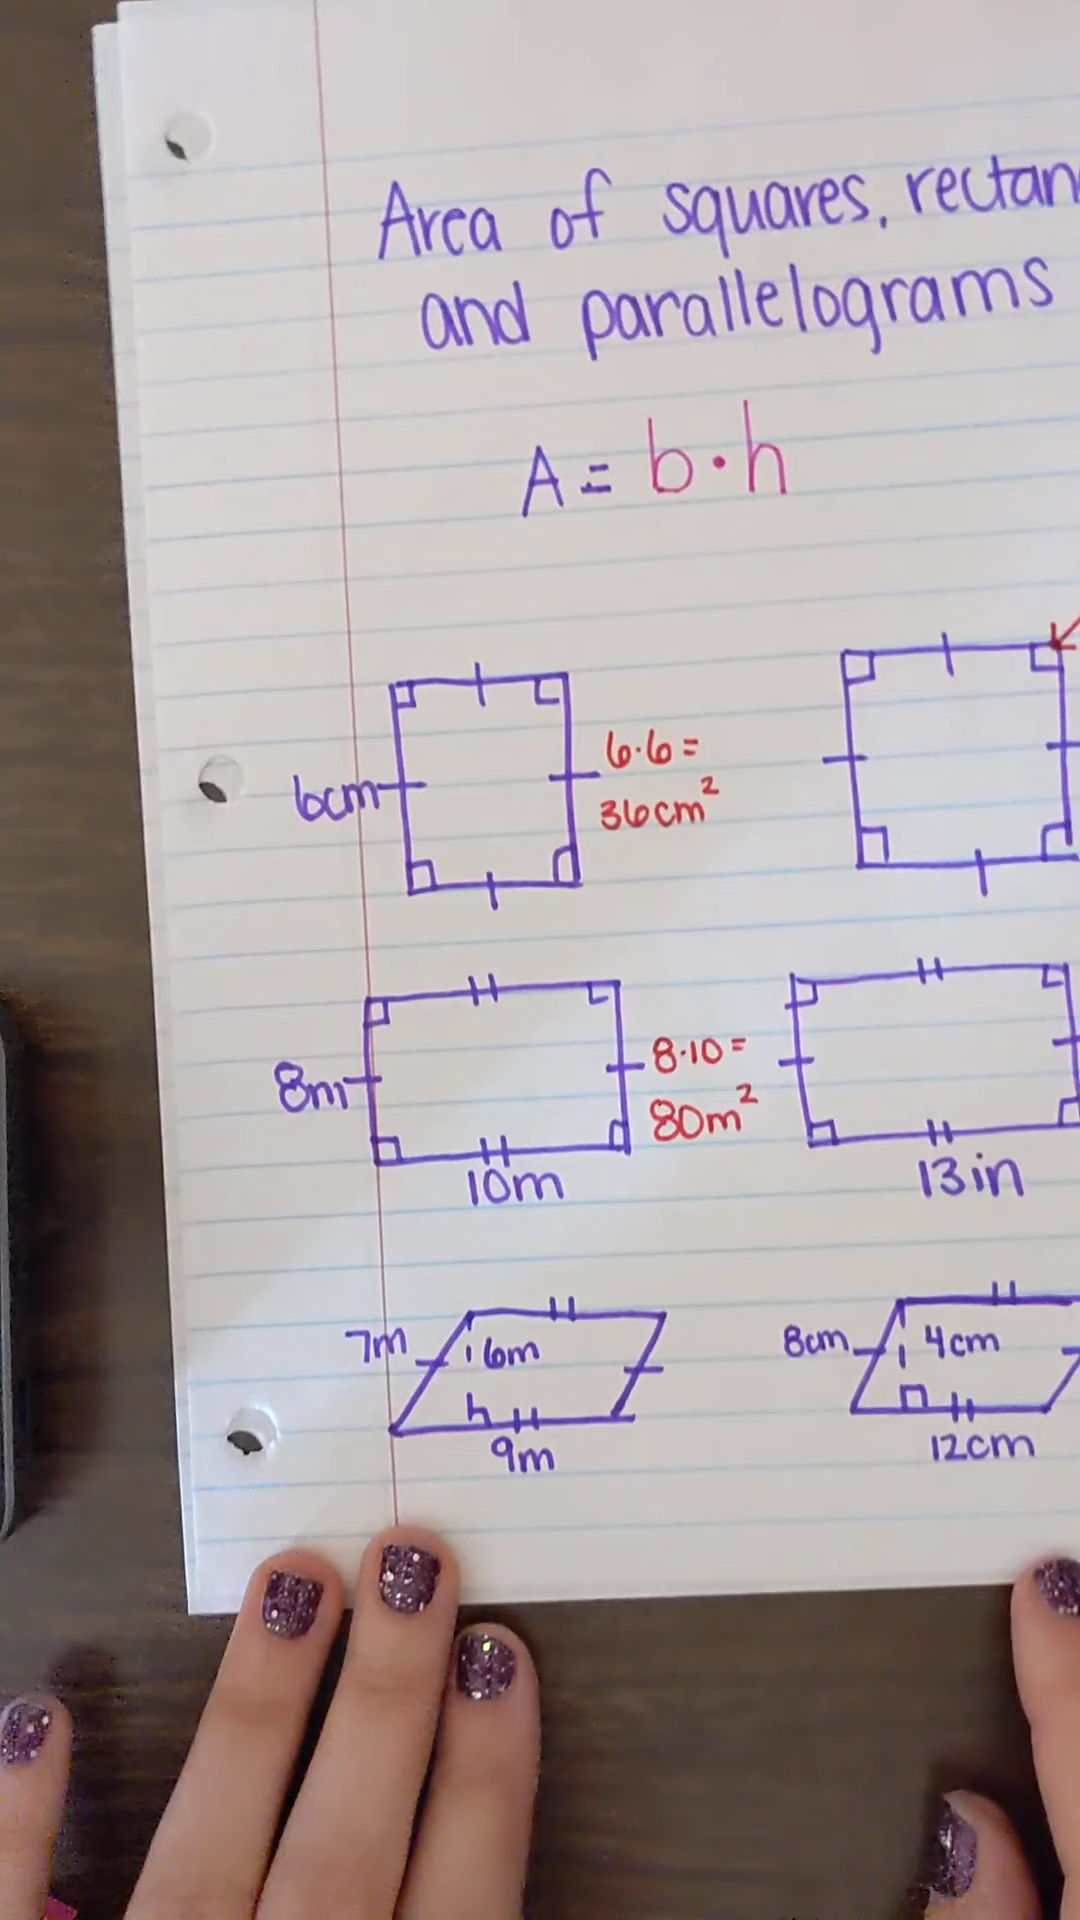 Area of squares, rectan
and parallelograms
A = b·h
6cm
6·6 =
36cm²
8m
8·10 =
80m²
10m
13in
7m
6m
h
9m
8cm
4cm
12cm